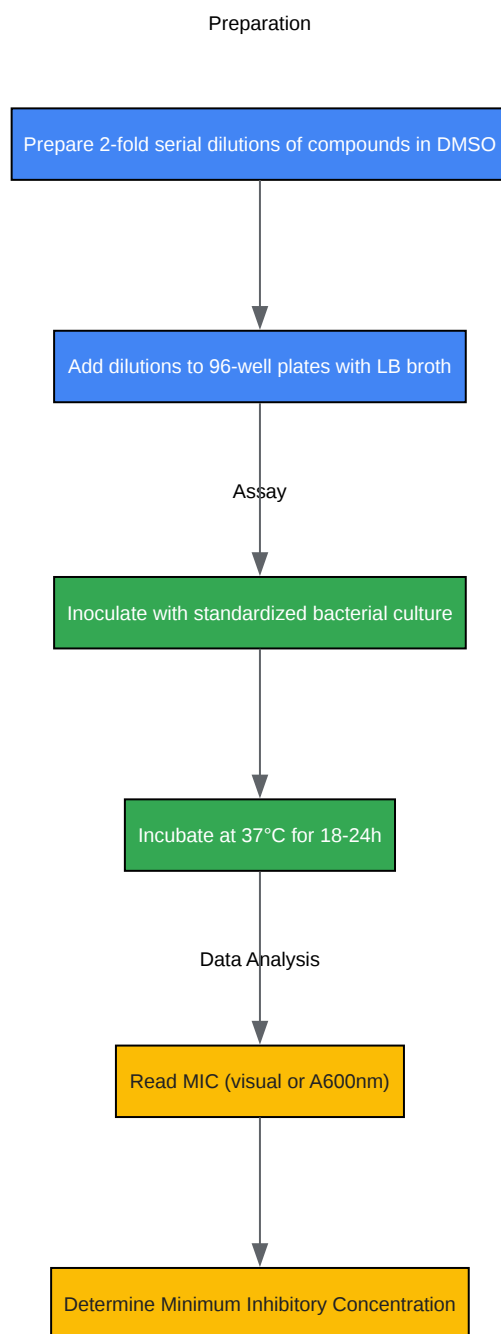 Preparation
Prepare 2-fold serial dilutions of compounds in DMSO
Add dilutions to 96-well plates with LB broth
Assay
Inoculate with standardized bacterial culture
Incubate at 37°C for 18-24h
Data Analysis
Read MIC (visual or A600nm)
Determine Minimum Inhibitory Concentration